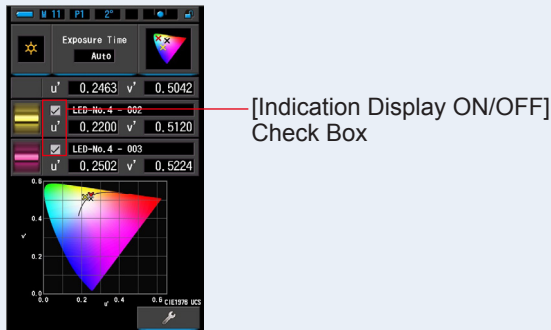 M 11 P1 2°
Exposure Time
Auto
u' 0.2463 v' 0.5042
LED-No.4 - 002
u' 0.2200 v' 0.5120
LED-No.4 - 003
u' 0.2502 v' 0.5224
[Indication Display ON/OFF]
Check Box
0.6
0.4
v'
0.2
0.0
0.0 0.2 u' 0.4 0.6 CIE1976 UCS